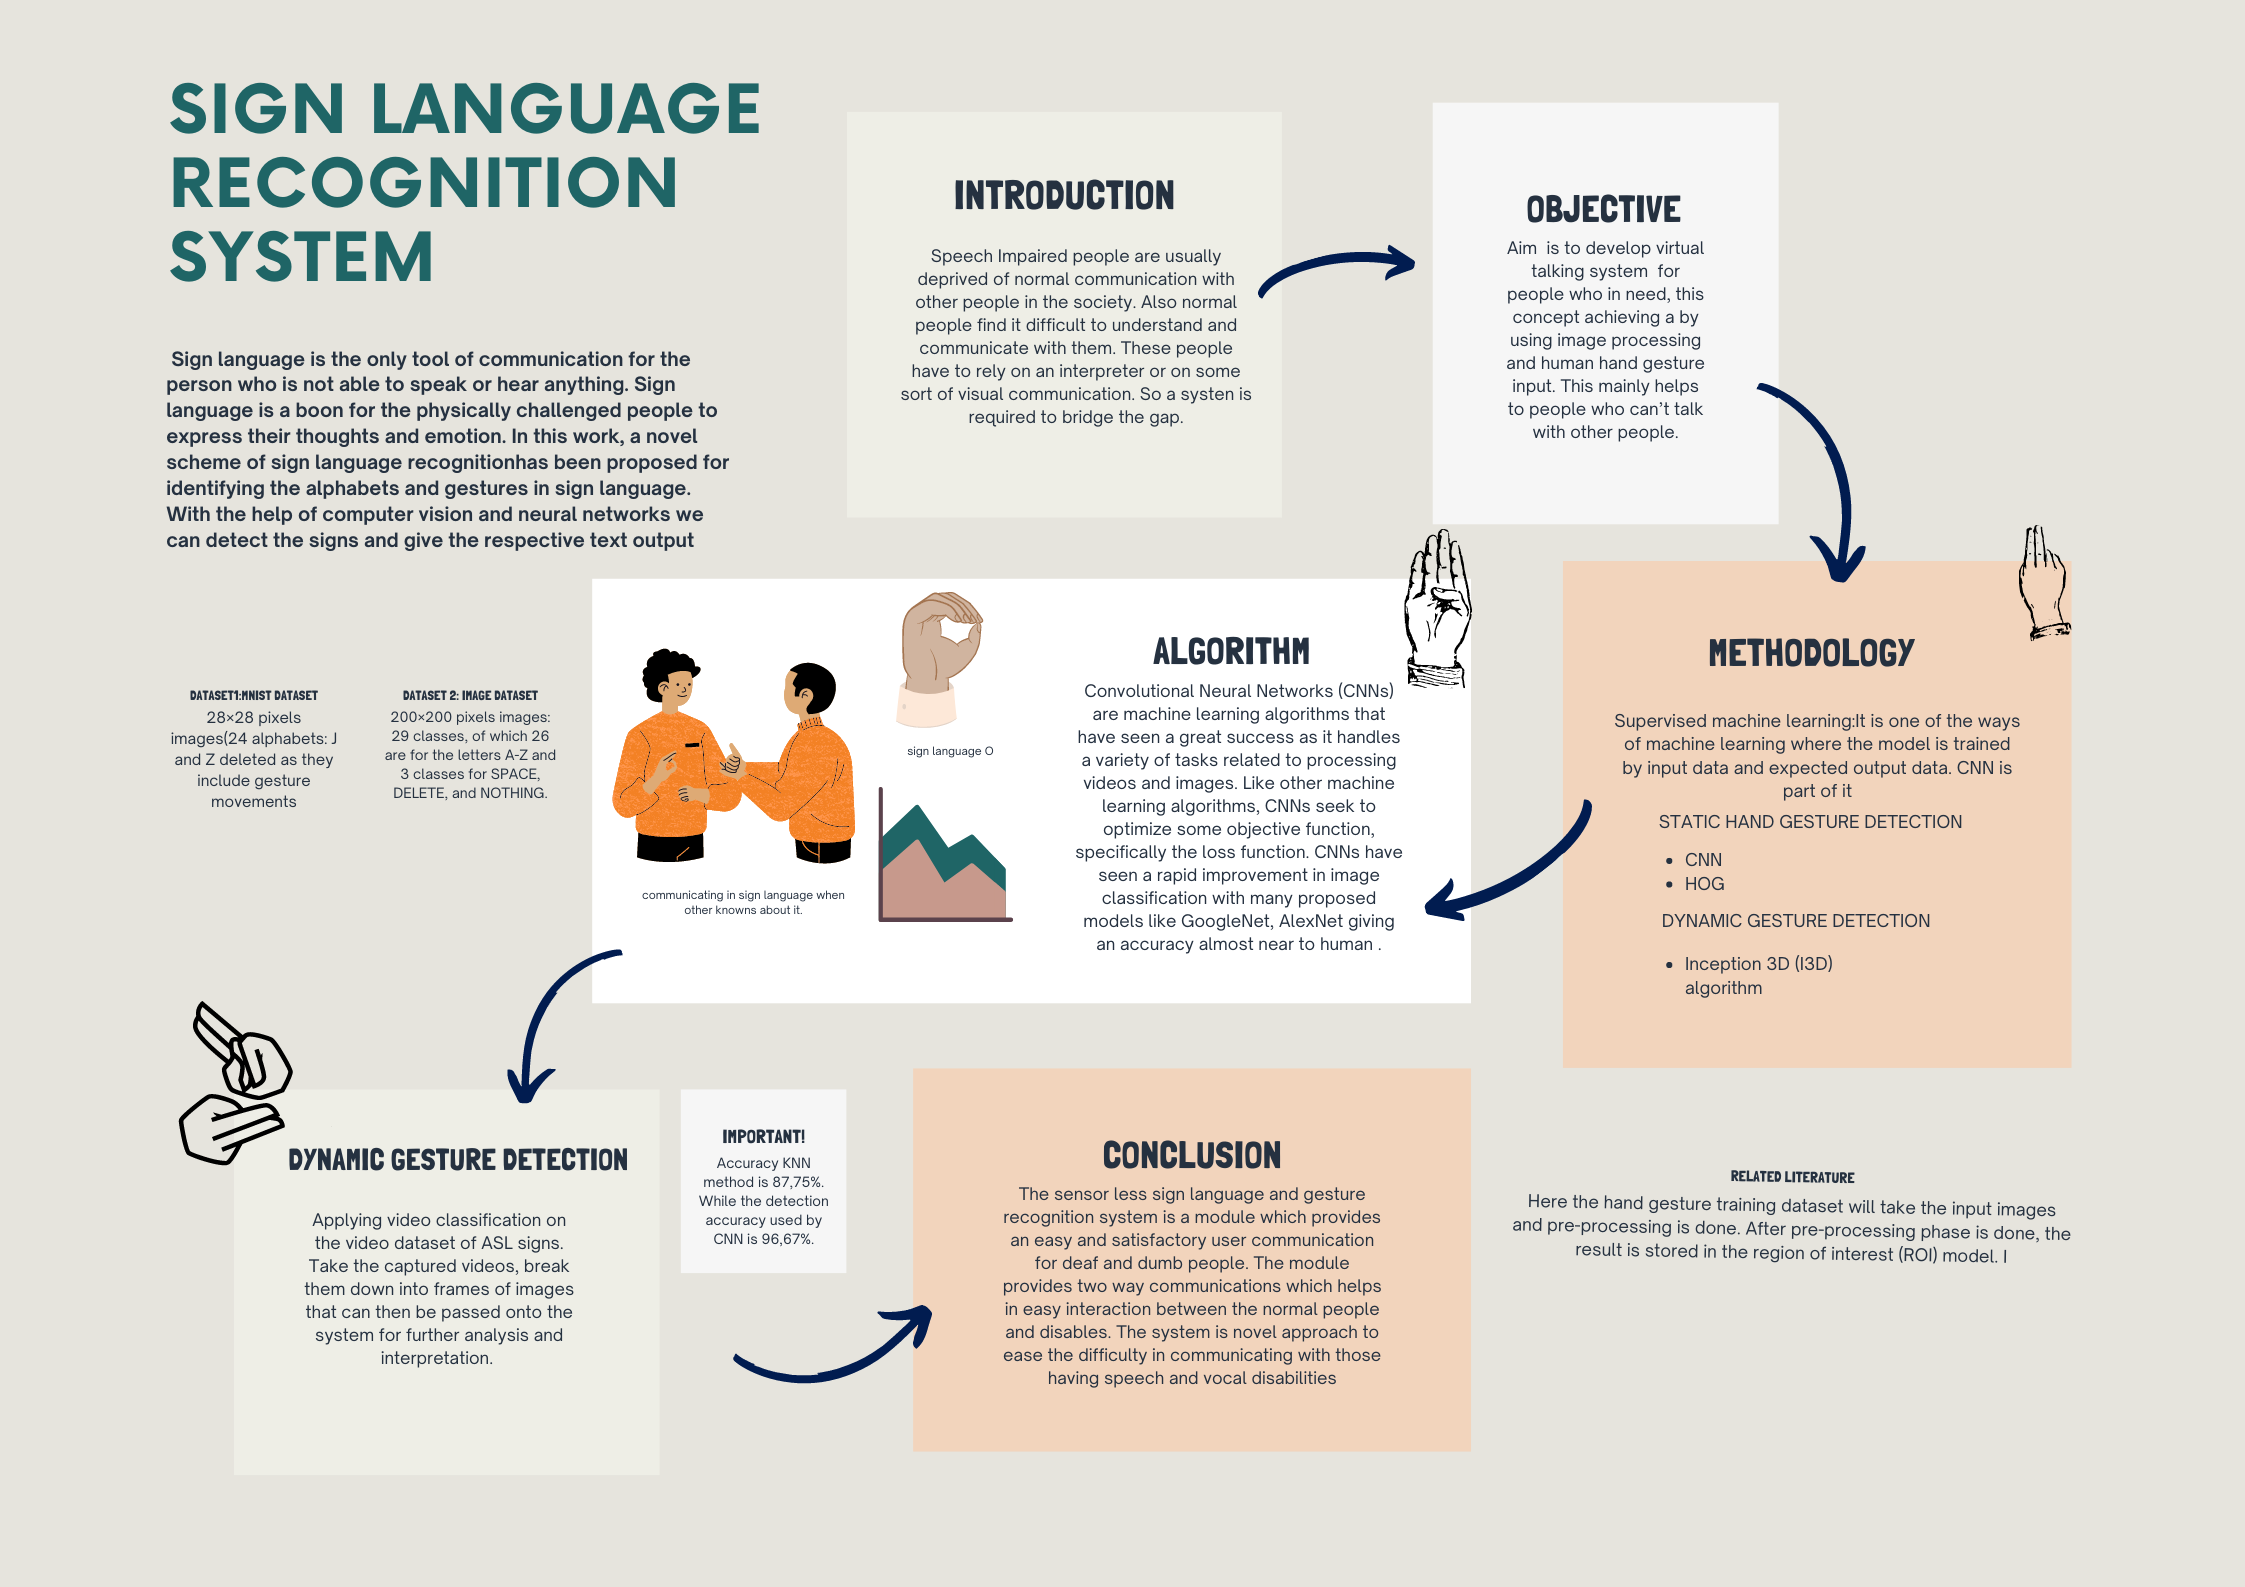 SIGN LANGUAGE
RECOGNITION
SYSTEM
Sign language is the only tool of communication for the
person who is not able to speak or hear anything. Sign
language is a boon for the physically challenged people to
express their thoughts and emotion. In this work, a novel
scheme of sign language recognitionhas been proposed for
identifying the alphabets and gestures in sign language.
With the help of computer vision and neural networks we
can detect the signs and give the respective text output
INTRODUCTION
Speech Impaired people are usually
deprived of normal communication with
other people in the society. Also normal
people find it difficult to understand and
communicate with them. These people
have to rely on an interpreter or on some
sort of visual communication. So a systen is
required to bridge the gap.
OBJECTIVE
Aim is to develop virtual
talking system for
people who in need, this
concept achieving a by
using image processing
and human hand gesture
input. This mainly helps
to people who can't talk
with other people.
METHODOLOGY
Supervised machine learning:It is one of the ways
of machine learning where the model is trained
by input data and expected output data. CNN is
part of it
STATIC HAND GESTURE DETECTION
• CNN
• HOG
DYNAMIC GESTURE DETECTION
• Inception 3D (I3D)
algorithm
ALGORITHM
Convolutional Neural Networks (CNNs)
are machine learning algorithms that
have seen a great success as it handles
a variety of tasks related to processing
videos and images. Like other machine
learning algorithms, CNNs seek to
optimize some objective function,
specifically the loss function. CNNs have
seen a rapid improvement in image
classification with many proposed
models like GoogleNet, AlexNet giving
an accuracy almost near to human .
sign language O
communicating in sign language when
other knowns about it.
DATASET1:MNIST DATASET
28×28 pixels
images(24 alphabets: J
and Z deleted as they
include gesture
movements
DATASET 2: IMAGE DATASET
200×200 pixels images:
29 classes, of which 26
are for the letters A-Z and
3 classes for SPACE,
DELETE, and NOTHING.
DYNAMIC GESTURE DETECTION
Applying video classification on
the video dataset of ASL signs.
Take the captured videos, break
them down into frames of images
that can then be passed onto the
system for further analysis and
interpretation.
IMPORTANT!
Accuracy KNN
method is 87,75%.
While the detection
accuracy used by
CNN is 96,67%.
CONCLUSION
The sensor less sign language and gesture
recognition system is a module which provides
an easy and satisfactory user communication
for deaf and dumb people. The module
provides two way communications which helps
in easy interaction between the normal people
and disables. The system is novel approach to
ease the difficulty in communicating with those
having speech and vocal disabilities
RELATED LITERATURE
Here the hand gesture training dataset will take the input images
and pre-processing is done. After pre-processing phase is done, the
result is stored in the region of interest (ROI) model. I